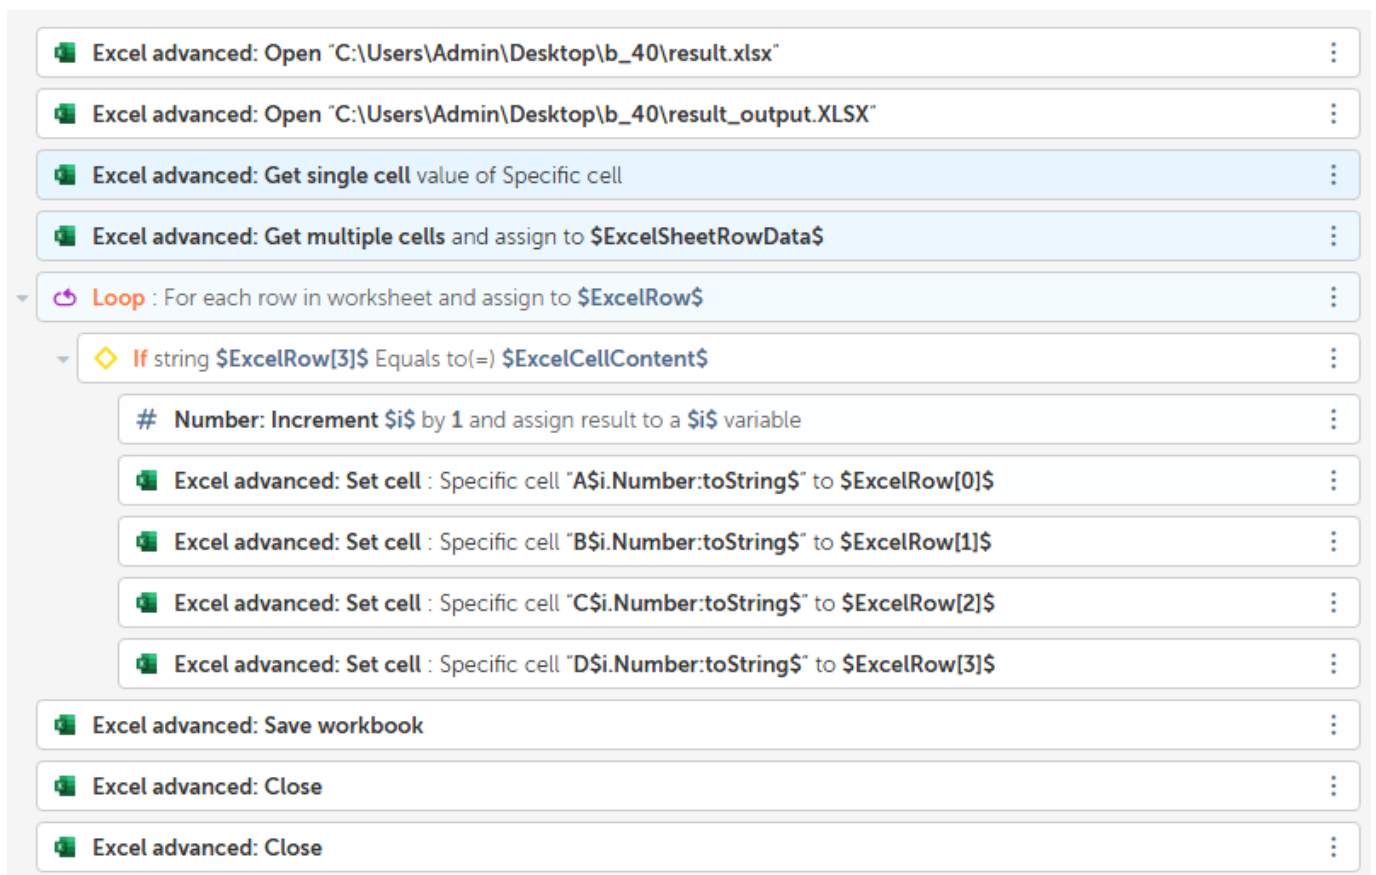 Excel advanced: Open “C:\Users\Admin\Desktop\b_40\result.xlsx”
Excel advanced: Open “C:\Users\Admin\Desktop\b_40\result_output.XLSX”
Excel advanced: Get single cell value of Specific cell
Excel advanced: Get multiple cells and assign to $ExcelSheetRowData$
Loop : For each row in worksheet and assign to $ExcelRow$
If string $ExcelRow[3]$ Equals to(=) $ExcelCellContent$
# Number: Increment $i$ by 1 and assign result to a $i$ variable
Excel advanced: Set cell : Specific cell “A$i.Number:toString$” to $ExcelRow[0]$
Excel advanced: Set cell : Specific cell “B$i.Number:toString$” to $ExcelRow[1]$
Excel advanced: Set cell : Specific cell “C$i.Number:toString$” to $ExcelRow[2]$
Excel advanced: Set cell : Specific cell “D$i.Number:toString$” to $ExcelRow[3]$
Excel advanced: Save workbook
Excel advanced: Close
Excel advanced: Close